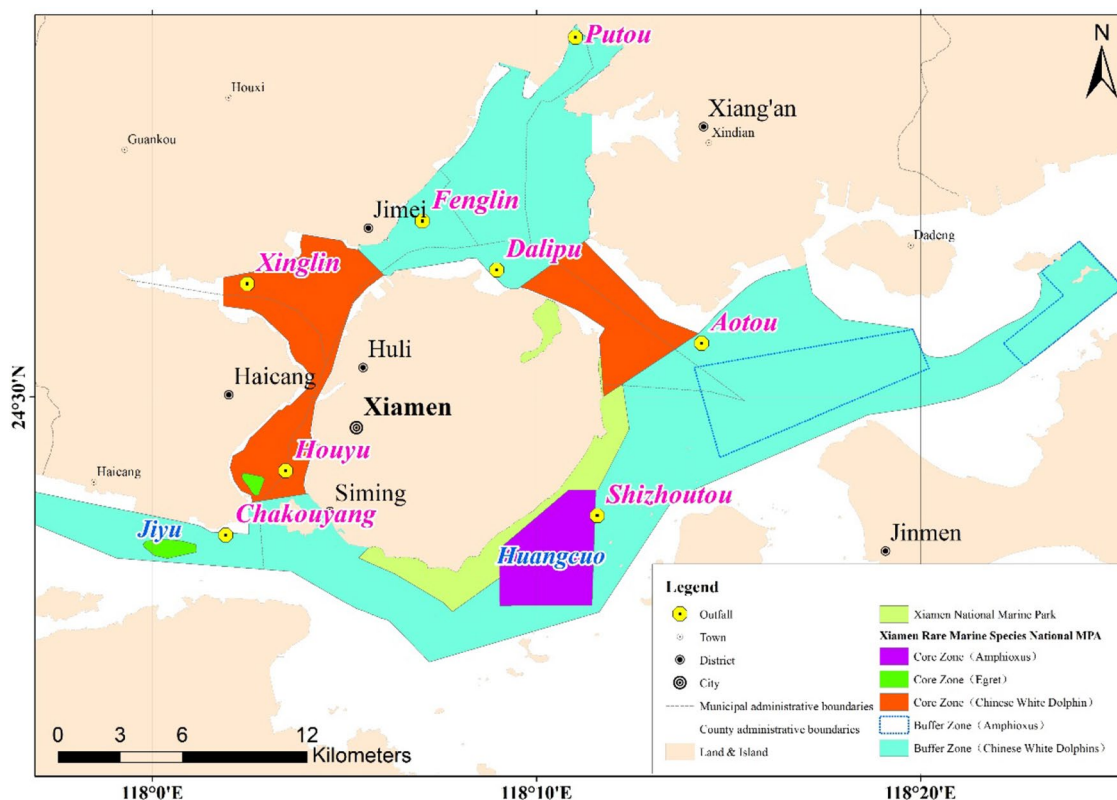 N
Putou
Houxi
Xiang'an
Xindian
Guankou
Fenglin
Jimei
Dadeng
Dalipu
Xinglin
Aotou
Huli
Haicang
24°30'N
Xiamen
Houyu
Haicang
Siming
Shizhoutou
Chakouyang
Jiyu
Huangcuo
Jinmen
Legend
Outfall
Town
District
City
Municipal administrative boundaries
County administrative boundaries
Land & Island
Xiamen National Marine Park
Xiamen Rare Marine Species National MPA
Core Zone (Amphioxus)
Core Zone (Egret)
Core Zone (Chinese White Dolphin)
Buffer Zone (Amphioxus)
Buffer Zone (Chinese White Dolphins)
0 3 6 12
Kilometers
118°0'E 118°10'E 118°20'E